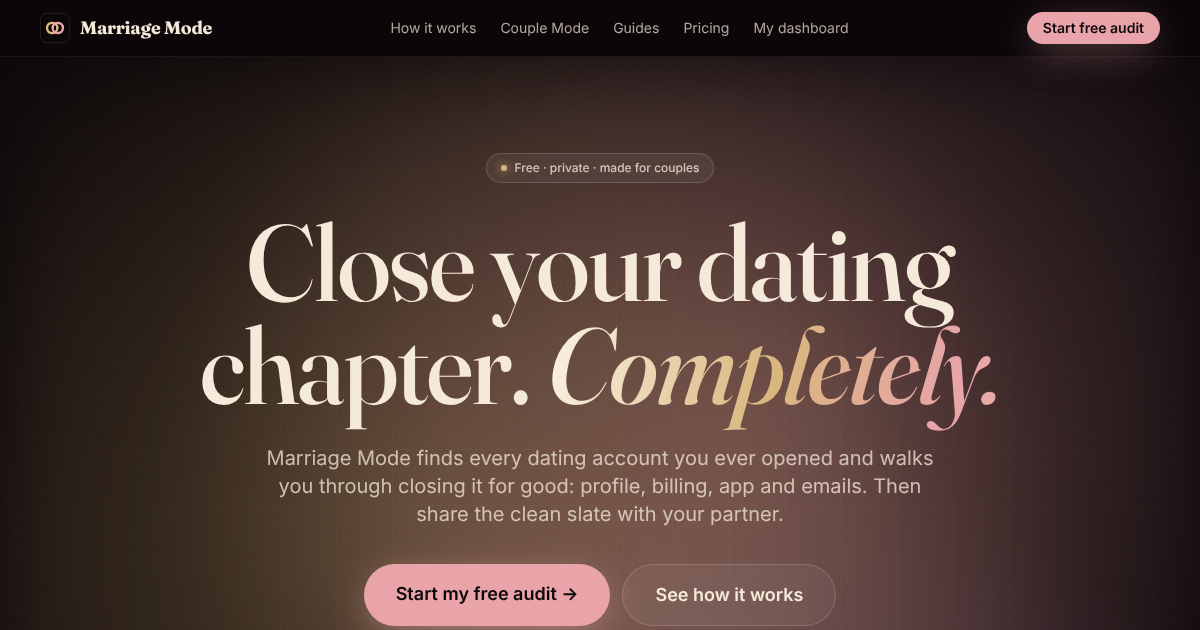 Marriage Mode
How it works
Couple Mode
Guides
Pricing
My dashboard
Start free audit
Free · private · made for couples
Close your dating
chapter. Completely.
Marriage Mode finds every dating account you ever opened and walks
you through closing it for good: profile, billing, app and emails. Then
share the clean slate with your partner.
Start my free audit →
See how it works